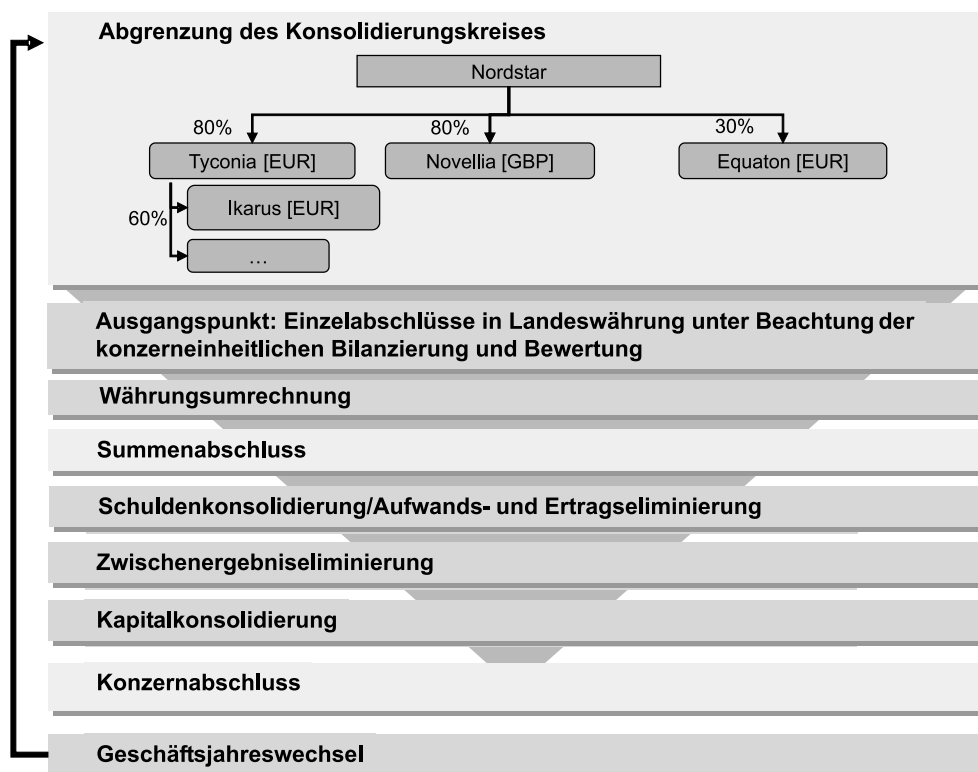 Abgrenzung des Konsolidierungskreises
Nordstar
80%
80%
30%
Tyconia [EUR]
Novellia [GBP]
Equaton [EUR]
60%
Ikarus [EUR]
...
Ausgangspunkt: Einzelabschlüsse in Landeswährung unter Beachtung der
konzerneinheitlichen Bilanzierung und Bewertung
Währungsumrechnung
Summenabschluss
Schuldenkonsolidierung/Aufwands- und Ertragseliminierung
Zwischenergebniseliminierung
Kapitalkonsolidierung
Konzernabschluss
Geschäftsjahreswechsel